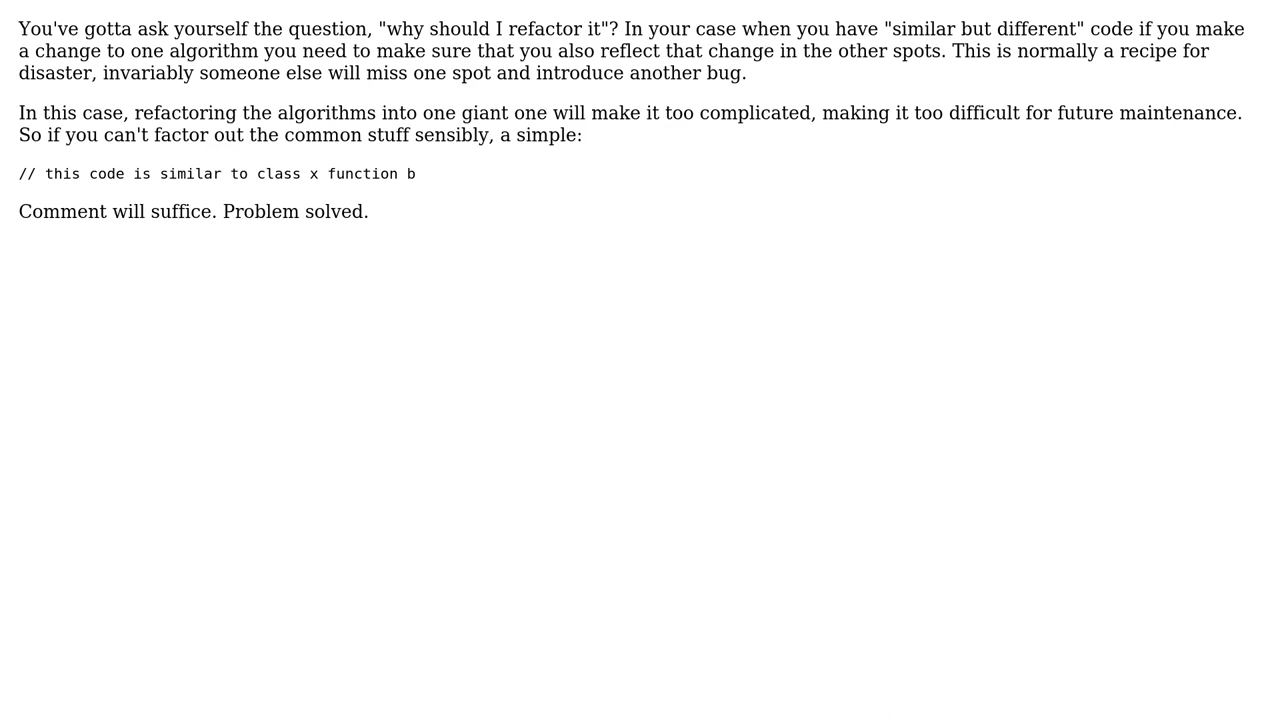 You've gotta ask yourself the question, "why should I refactor it"? In your case when you have "similar but different" code if you make
a change to one algorithm you need to make sure that you also reflect that change in the other spots. This is normally a recipe for
disaster, invariably someone else will miss one spot and introduce another bug.
In this case, refactoring the algorithms into one giant one will make it too complicated, making it too difficult for future maintenance.
So if you can't factor out the common stuff sensibly, a simple:
// this code is similar to class x function b
Comment will suffice. Problem solved.